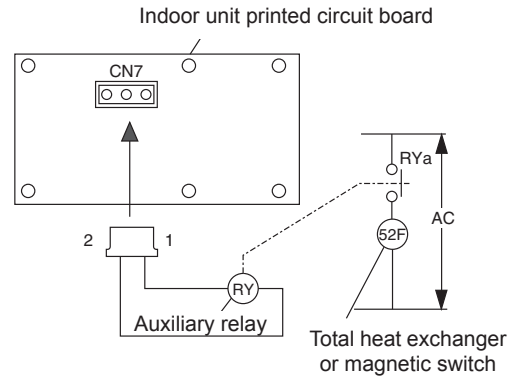 Indoor unit printed circuit board
CN7
RYa
AC
2 1
52F
RY
Auxiliary relay
Total heat exchanger
or magnetic switch